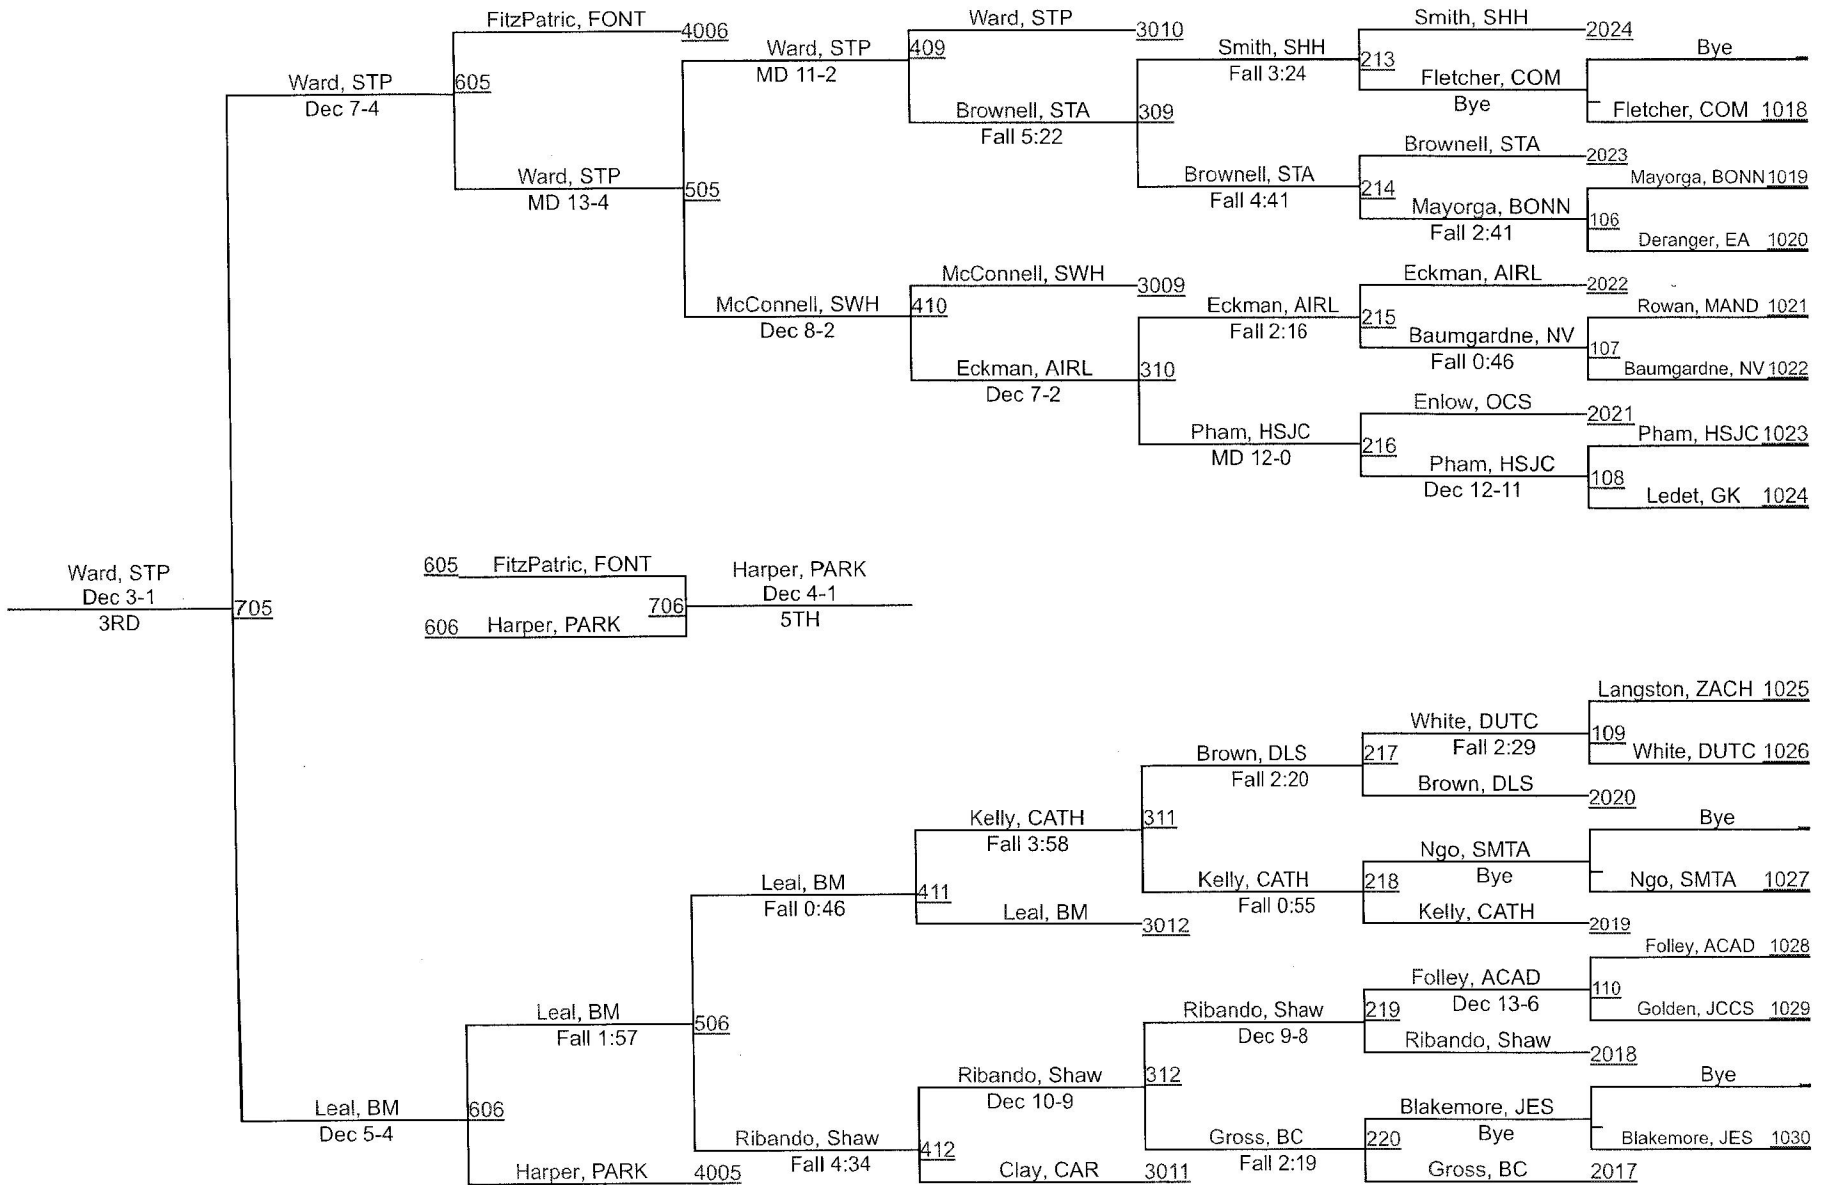 FitzPatric, FONT 4006
Ward, STP 3010
Smith, SHH 2024
Ward, STP
MD 11-2
409
Smith, SHH
Fall 3:24
213
Bye
Ward, STP
Dec 7-4
605
Fletcher, COM
Bye
Fletcher, COM 1018
Brownell, STA
Fall 5:22
309
Brownell, STA 2023
Ward, STP
MD 13-4
505
Brownell, STA
Fall 4:41
214
Mayorga, BONN 1019
Mayorga, BONN
Fall 2:41
106
Deranger, EA 1020
McConnell, SWH 3009
Eckman, AIRL 2022
McConnell, SWH
Dec 8-2
410
Eckman, AIRL
Fall 2:16
215
Rowan, MAND 1021
Baumgardne, NV
Fall 0:46
107
Baumgardne, NV 1022
Eckman, AIRL
Dec 7-2
310
Enlow, OCS 2021
Pham, HSJC
MD 12-0
216
Pham, HSJC 1023
Pham, HSJC
Dec 12-11
108
Ledet, GK 1024
Ward, STP
Dec 3-1
3RD
705
605 FitzPatric, FONT
606 Harper, PARK
706
Harper, PARK
Dec 4-1
5TH
Langston, ZACH 1025
White, DUTC
Fall 2:29
109
White, DUTC 1026
Brown, DLS
Fall 2:20
217
Brown, DLS 2020
Kelly, CATH
Fall 3:58
311
Bye
Ngo, SMTA
Bye
Ngo, SMTA 1027
Leal, BM
Fall 0:46
411
Kelly, CATH
Fall 0:55
218
Kelly, CATH 2019
Leal, BM 3012
Folley, ACAD 1028
Folley, ACAD
Dec 13-6
110
Golden, JCCS 1029
Leal, BM
Fall 1:57
506
Ribando, Shaw
Dec 9-8
219
Ribando, Shaw 2018
Ribando, Shaw
Dec 10-9
312
Bye
Leal, BM
Dec 5-4
606
Blakemore, JES
Bye
Blakemore, JES 1030
Ribando, Shaw
Fall 4:34
412
Gross, BC
Fall 2:19
220
Harper, PARK 4005
Clay, CAR 3011
Gross, BC 2017